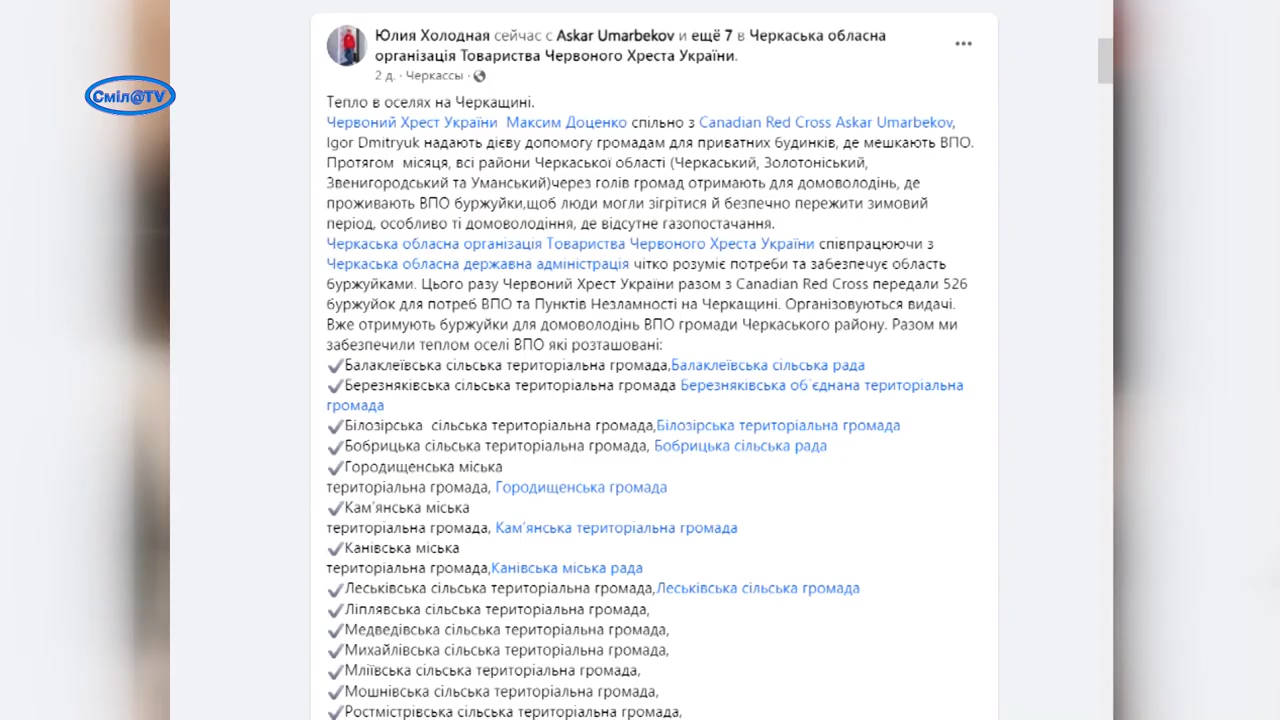 Сміл@TV
Юлия Холодная сейчас с Askar Umarbekov и ещё 7 в Черкаська обласна
організація Товариства Червоного Хреста України.
2 д. · Черкассы ·
Тепло в оселях на Черкащині.
Червоний Хрест України Максим Доценко спільно з Canadian Red Cross Askar Umarbekov,
Igor Dmitryuk надають дієву допомогу громадам для приватних будинків, де мешкають ВПО.
Протягом місяця, всі райони Черкаської області (Черкаський, Золотоніський,
Звенигородський та Уманський)через голів громад отримають для домоволодінь, де
проживають ВПО буржуйки,щоб люди могли зігрітися й безпечно пережити зимовий
період, особливо ті домоволодіння, де відсутнє газопостачання.
Черкаська обласна організація Товариства Червоного Хреста України співпрацюючи з
Черкаська обласна державна адміністрація чітко розуміє потреби та забезпечує область
буржуйками. Цього разу Червоний Хрест України разом з Canadian Red Cross передали 526
буржуйок для потреб ВПО та Пунктів Незламності на Черкащині. Організовуються видачі.
Вже отримують буржуйки для домоволодінь ВПО громади Черкаського району. Разом ми
забезпечили теплом оселі ВПО які розташовані:
✔Балаклеївська сільська територіальна громада,Балаклеївська сільська рада
✔Березняківська сільська територіальна громада Березняківська об´єднана територіальна
громада
✔Білозірська сільська територіальна громада,Білозірська територіальна громада
✔Бобрицька сільська територіальна громада, Бобрицька сільська рада
✔Городищенська міська
територіальна громада, Городищенська громада
✔Кам’янська міська
територіальна громада, Кам’янська територіальна громада
✔Канівська міська
територіальна громада,Канівська міська рада
✔Леськівська сільська територіальна громада,Леськівська сільська громада
✔Ліплявська сільська територіальна громада,
✔Медведівська сільська територіальна громада,
✔Михайлівська сільська територіальна громада,
✔Мліївська сільська територіальна громада,
✔Мошнівська сільська територіальна громада,
✔Ростмістрівська сільська територіальна громада,